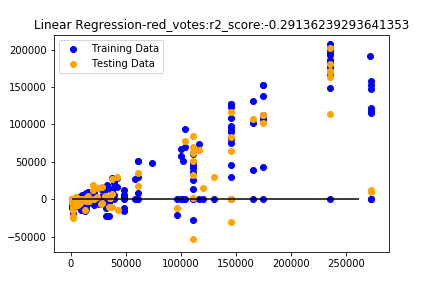 Linear Regression-red_votes:r2_score:-0.29136239293641353
Training Data
Testing Data
200000
150000
100000
50000
0
−50000
0 50000 100000 150000 200000 250000